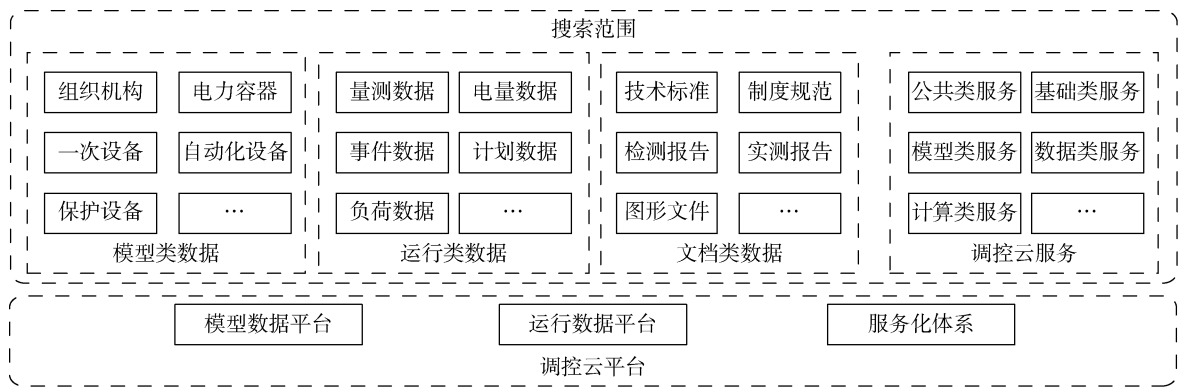 搜索范围
组织机构 电力容器 量测数据 电量数据 技术标准 制度规范 公共类服务 基础类服务
一次设备 自动化设备 事件数据 计划数据 检测报告 实测报告 模型类服务 数据类服务
保护设备 … 负荷数据 … 图形文件 … 计算类服务 …
模型类数据 运行类数据 文档类数据 调控云服务
模型数据平台 运行数据平台 服务化体系
调控云平台